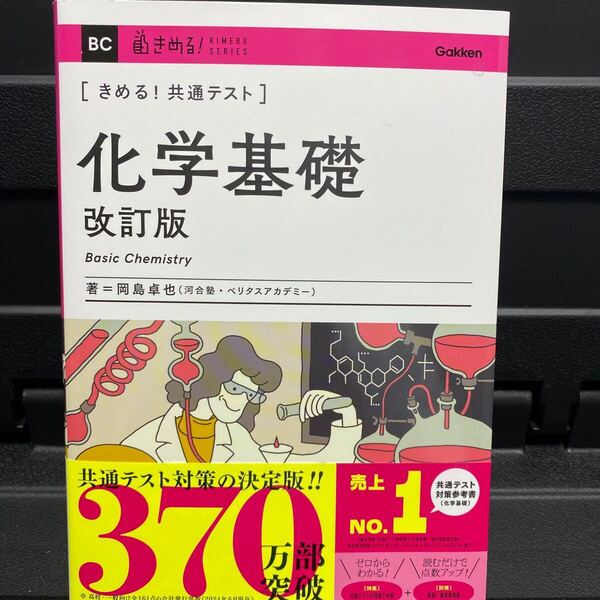 BC
きめる!
KIMERU SERIES
Gakken
[きめる! 共通テスト]
化学基礎
改訂版
Basic Chemistry
著=岡島卓也(河合塾・ベリタスアカデミー)
共通テスト対策の決定版!!
370
万部
突破
売上
NO.1
共通テスト
対策参考書
(化学基礎)
ゼロから
わかる!
+
読むだけで
点数アップ!
【特集】
【別冊】